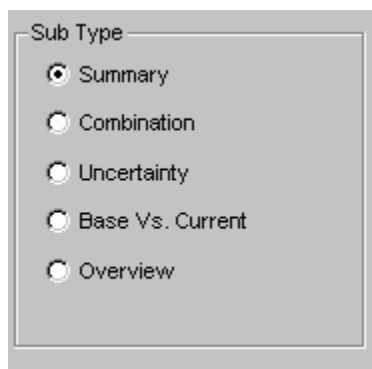 Sub Type
Summary
Combination
Uncertainty
Base Vs. Current
Overview